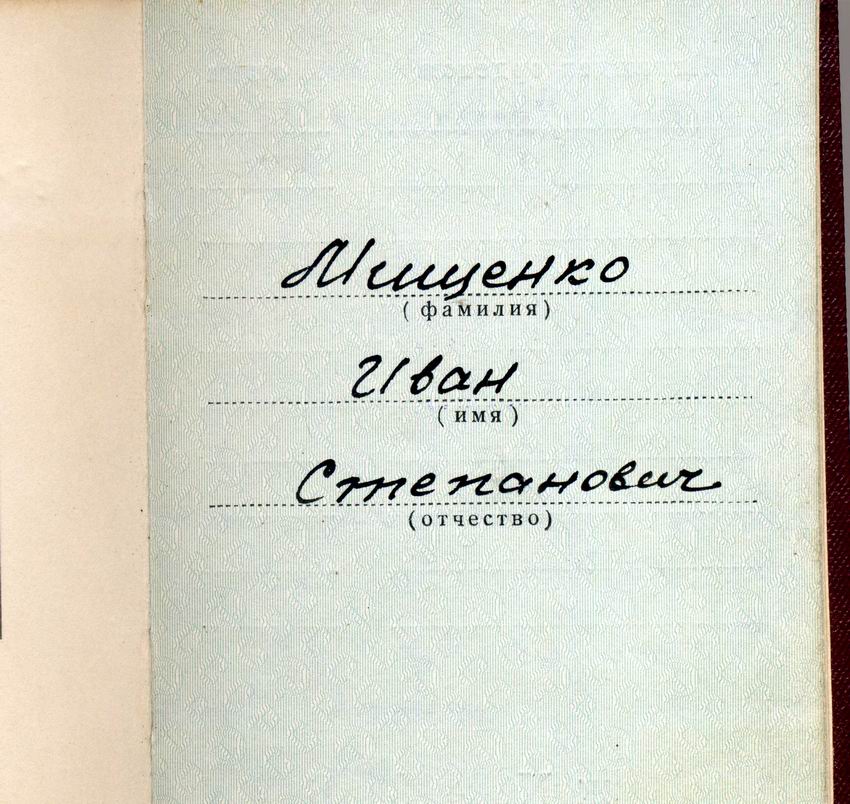 Мищенко
(фамилия)
Иван
(имя)
Степанович
(отчество)